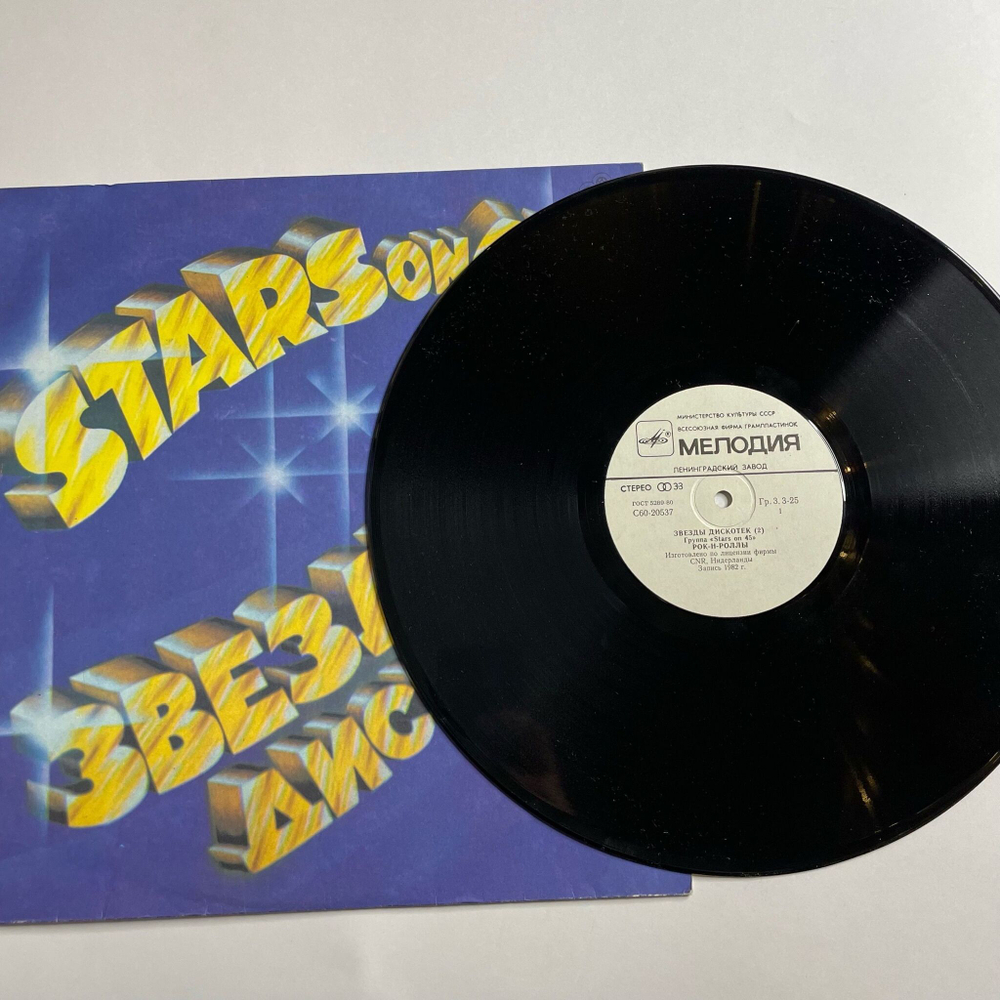 STARS ON
ЗВЕЗ
ДИС
МИНИСТЕРСТВО КУЛЬТУРЫ СССР
ВСЕСОЮЗНАЯ ФИРМА ГРАМПЛАСТИНОК
МЕЛОДИЯ
ЛЕНИНГРАДСКИЙ ЗАВОД
СТЕРЕО 33
ГОСТ 5289-80
Гр. 3. 3-25
С60-20537
1
ЗВЕЗДЫ ДИСКОТЕК (2)
Группа «Stars on 45»
РОК-Н-РОЛЛЫ
Изготовлено по лицензии фирмы
CNR, Нидерланды
Запись 1982 г.